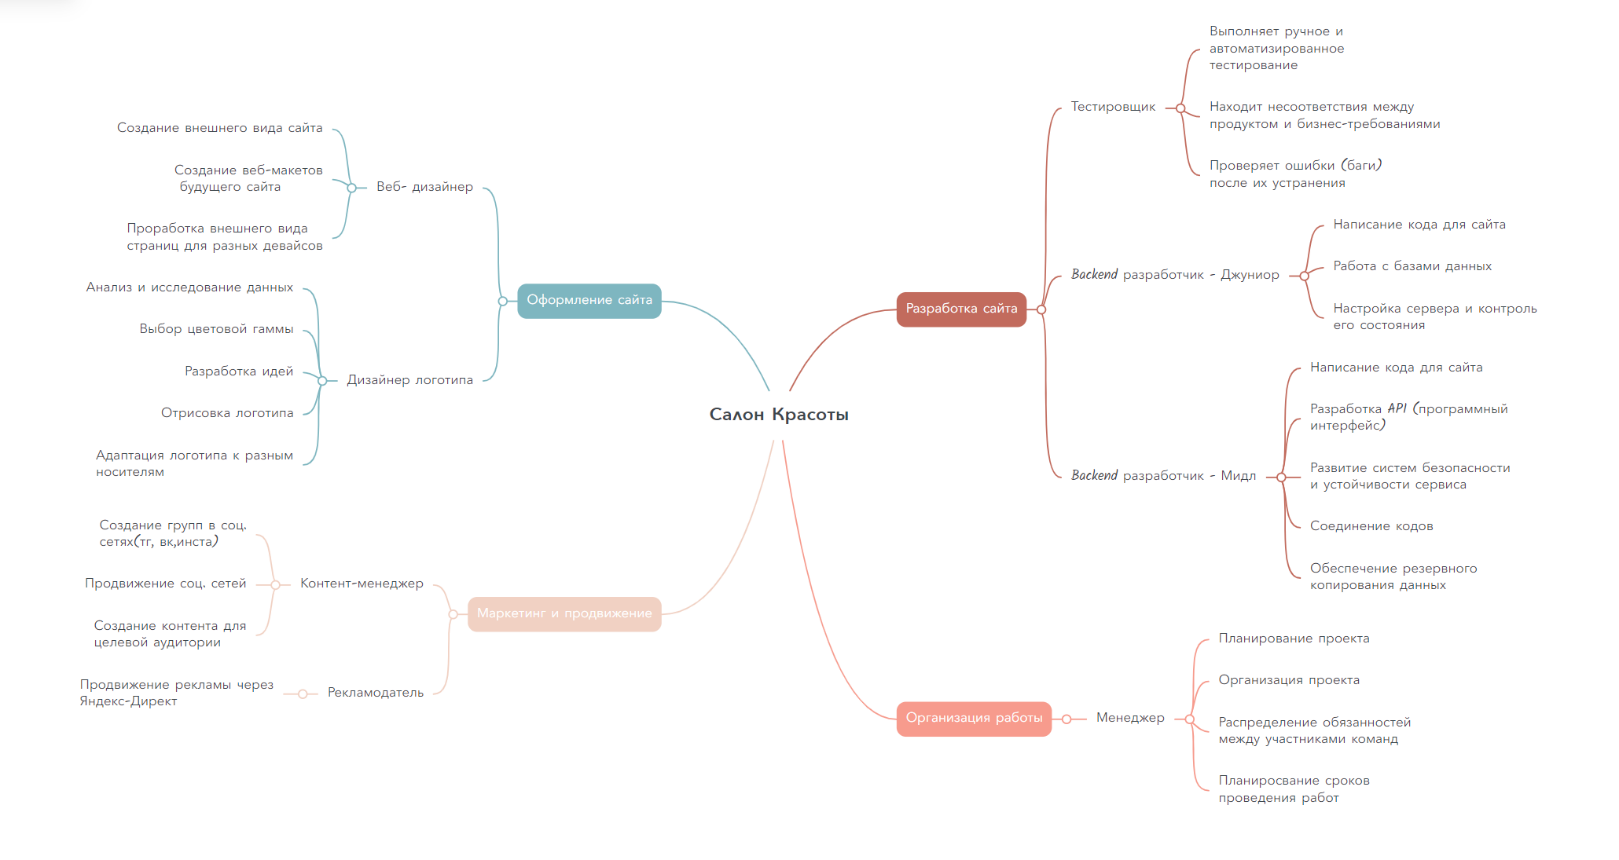 Салон Красоты
Оформление сайта
Веб- дизайнер
Создание внешнего вида сайта
Создание веб-макетов
будущего сайта
Проработка внешнего вида
страниц для разных девайсов
Дизайнер логотипа
Анализ и исследование данных
Выбор цветовой гаммы
Разработка идей
Отрисовка логотипа
Адаптация логотипа к разным
носителям
Маркетинг и продвижение
Контент-менеджер
Создание групп в соц.
сетях(тг, вк,инста)
Продвижение соц. сетей
Создание контента для
целевой аудитории
Рекламодатель
Продвижение рекламы через
Яндекс-Директ
Разработка сайта
Тестировщик
Выполняет ручное и
автоматизированное
тестирование
Находит несоответствия между
продуктом и бизнес-требованиями
Проверяет ошибки (баги)
после их устранения
Backend разработчик - Джуниор
Написание кода для сайта
Работа с базами данных
Настройка сервера и контроль
его состояния
Backend разработчик - Мидл
Написание кода для сайта
Разработка API (программный
интерфейс)
Развитие систем безопасности
и устойчивости сервиса
Соединение кодов
Обеспечение резервного
копирования данных
Организация работы
Менеджер
Планирование проекта
Организация проекта
Распределение обязанностей
между участниками команд
Планиросвание сроков
проведения работ